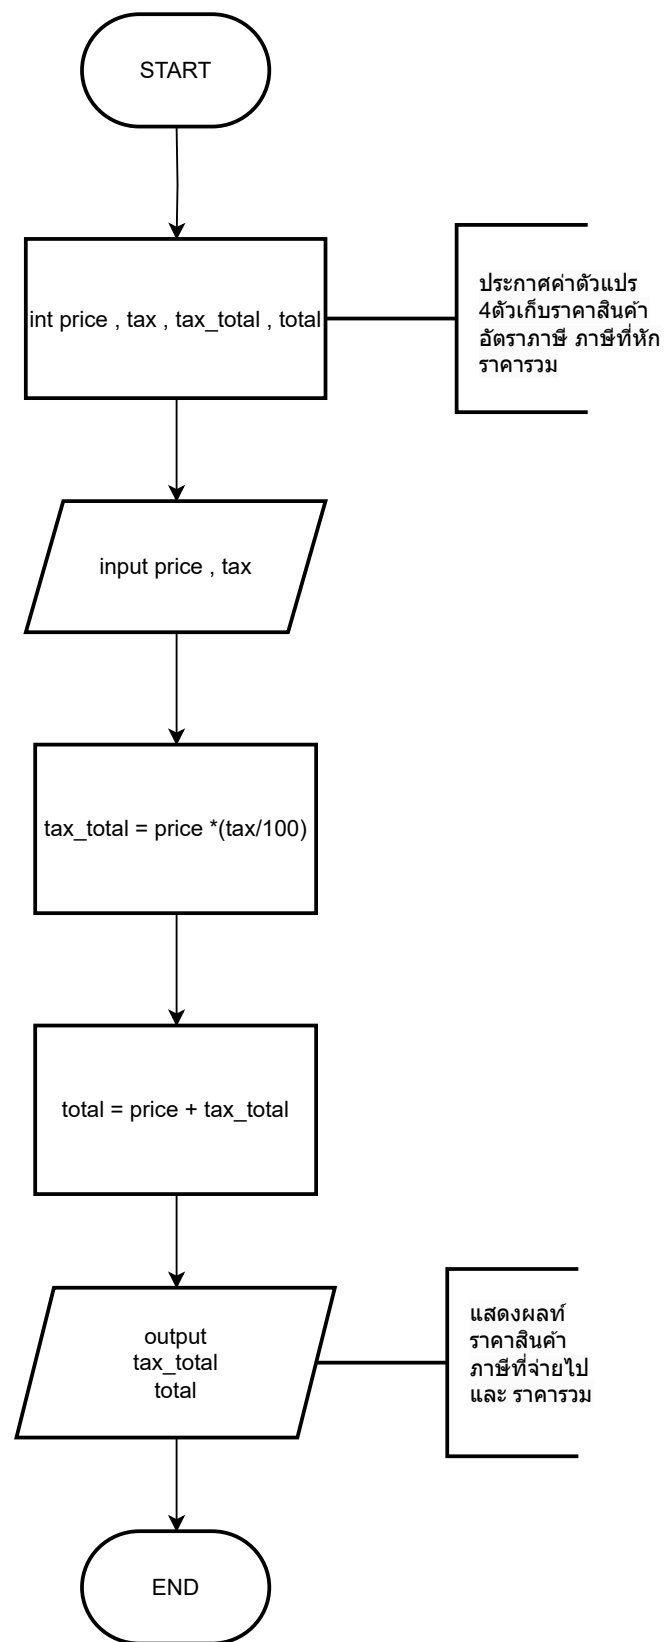 START
int price , tax , tax_total , total
ประกาศค่าตัวแปร
4ตัวเก็บราคาสินค้า
อัตราภาษี ภาษีที่หัก
ราคารวม
input price , tax
tax_total = price *(tax/100)
total = price + tax_total
output
tax_total
total
แสดงผลท์
ราคาสินค้า
ภาษีที่จ่ายไป
และ ราคารวม
END